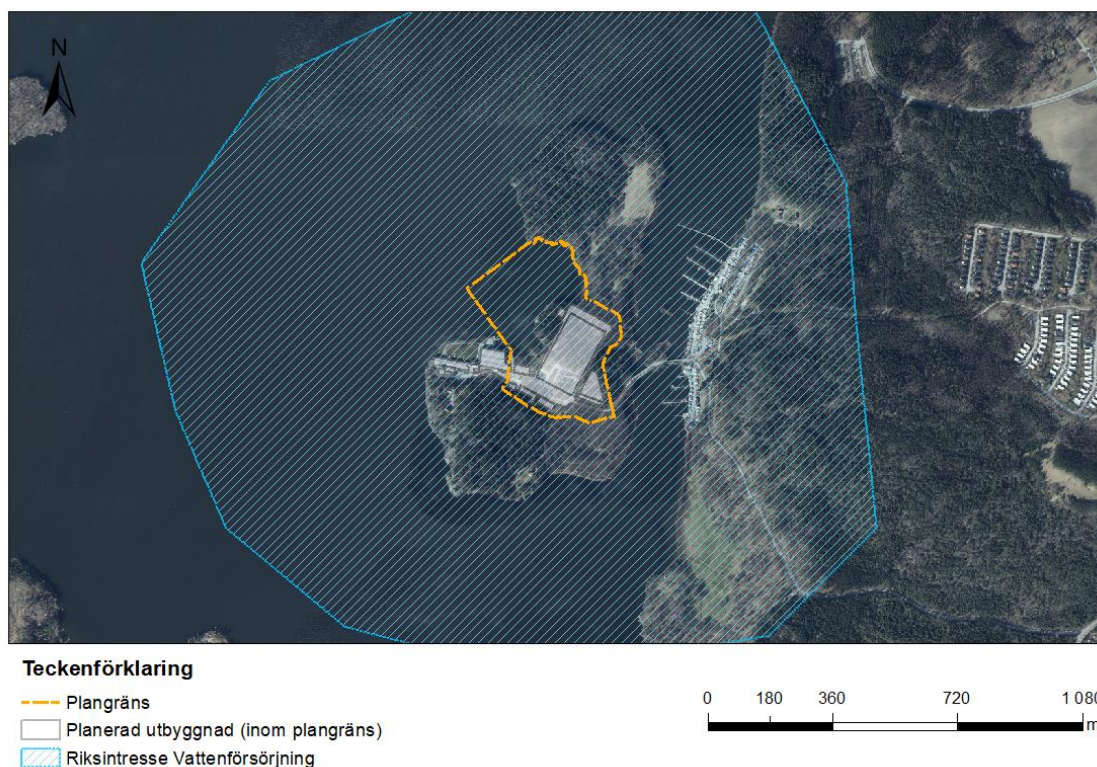 N
Teckenförklaring
Plangräns
Planerad utbyggnad (inom plangräns)
Riksintresse Vattenförsörjning
0 180 360 720 1 080
m